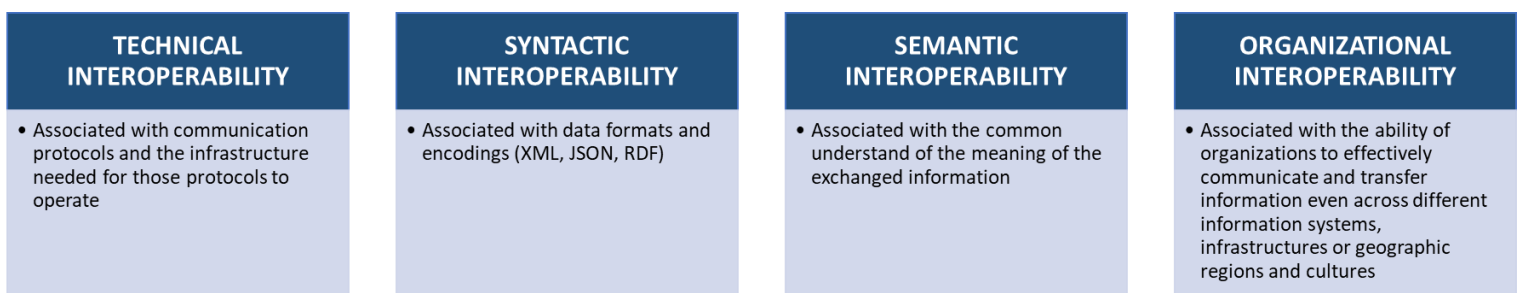 TECHNICAL
INTEROPERABILITY
• Associated with communication
protocols and the infrastructure
needed for those protocols to
operate
SYNTACTIC
INTEROPERABILITY
• Associated with data formats and
encodings (XML, JSON, RDF)
SEMANTIC
INTEROPERABILITY
• Associated with the common
understand of the meaning of the
exchanged information
ORGANIZATIONAL
INTEROPERABILITY
• Associated with the ability of
organizations to effectively
communicate and transfer
information even across different
information systems,
infrastructures or geographic
regions and cultures